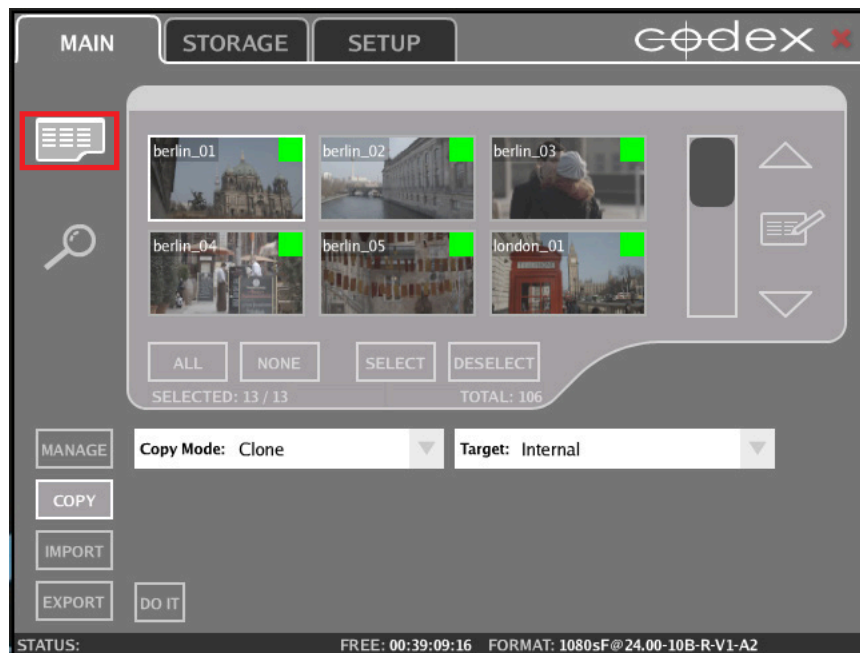 MAIN STORAGE SETUP codex
berlin_01 berlin_02 berlin_03
berlin_04 berlin_05 london_01
TELEPHONE
ALL NONE SELECT DESELECT
SELECTED: 13 / 13 TOTAL: 106
MANAGE Copy Mode: Clone Target: Internal
COPY
IMPORT
EXPORT DO IT
STATUS: FREE: 00:39:09:16 FORMAT: 1080sF@24.00-10B-R-V1-A2